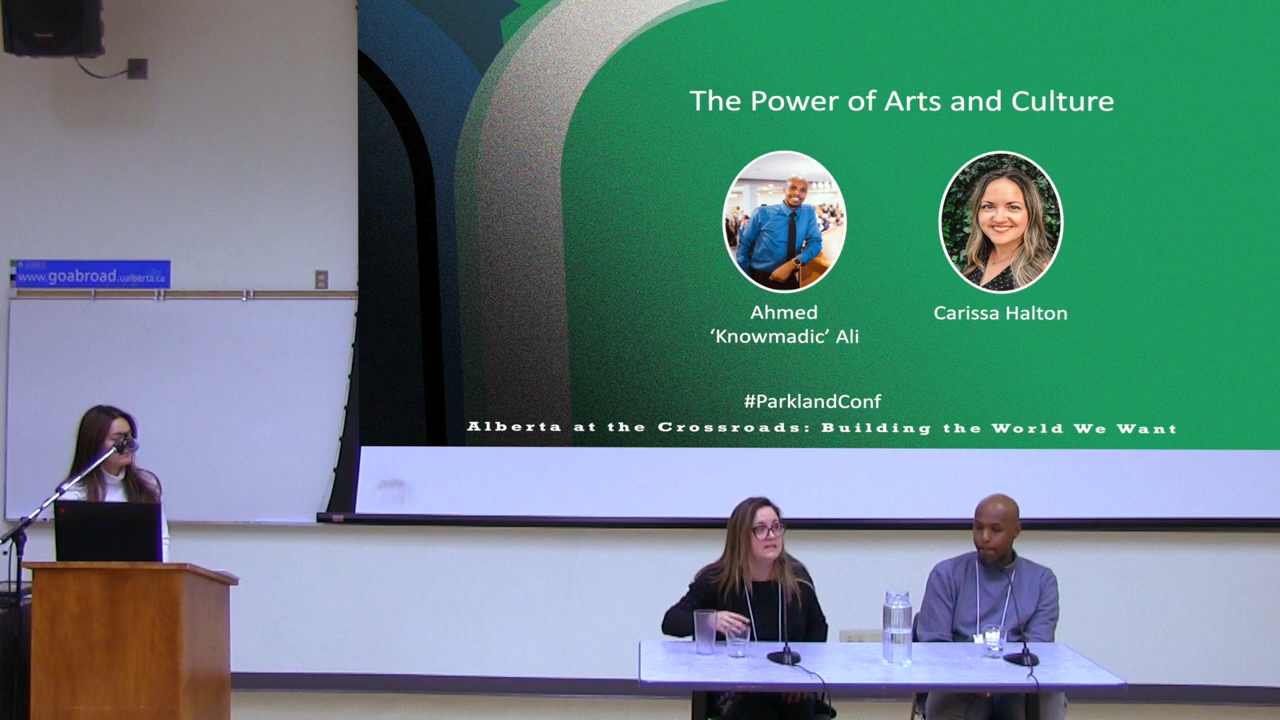 The Power of Arts and Culture
Ahmed
‘Knowmadic’ Ali
Carissa Halton
#ParklandConf
Alberta at the Crossroads: Building the World We Want
www.goabroad.ualberta.ca